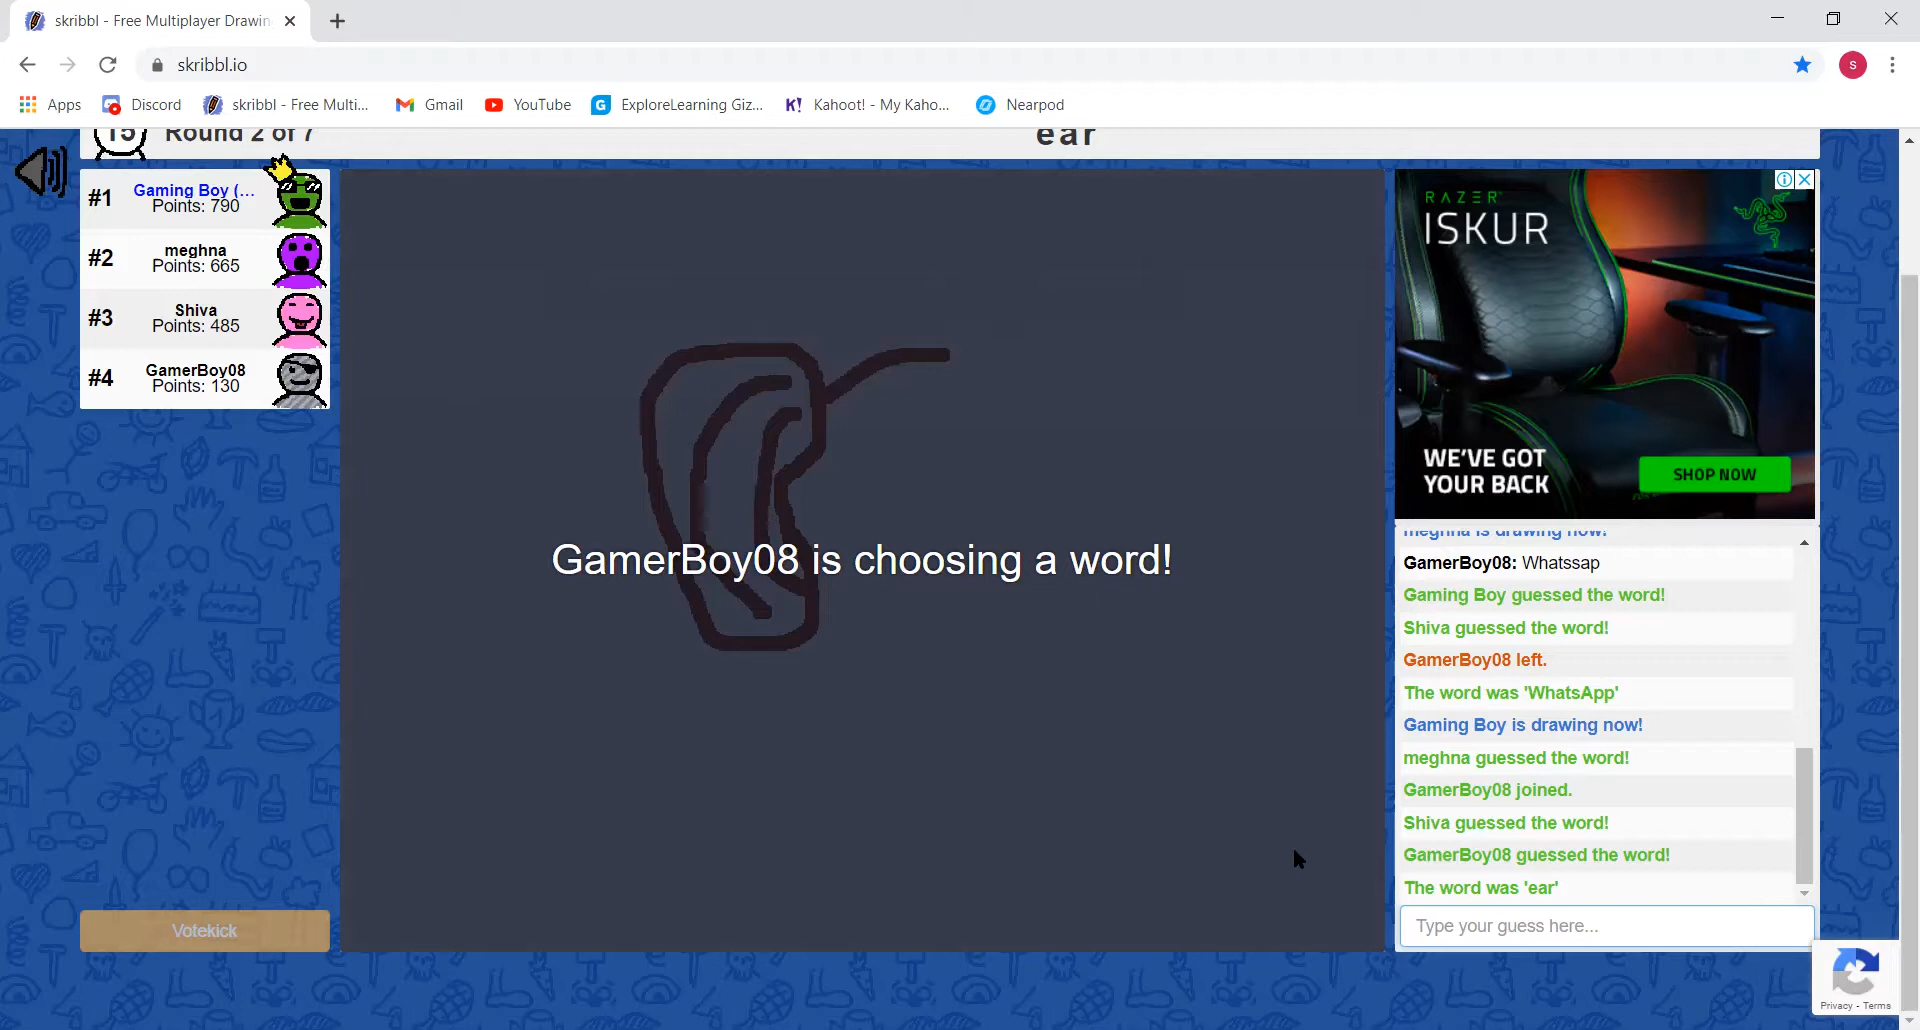 skribbl - Free Multiplayer Drawin
skribbl.io
s
Apps
Discord
skribbl - Free Multi...
Gmail
YouTube
ExploreLearning Giz...
K! Kahoot! - My Kaho...
Nearpod
15
Round 2 of 7
ear
#1
Gaming Boy (...
Points: 790
#2
meghna
Points: 665
#3
Shiva
Points: 485
#4
GamerBoy08
Points: 130
Votekick
GamerBoy08 is choosing a word!
RAZER
ISKUR
WE'VE GOT
YOUR BACK
SHOP NOW
meghna is drawing now!
GamerBoy08: Whatssap
Gaming Boy guessed the word!
Shiva guessed the word!
GamerBoy08 left.
The word was 'WhatsApp'
Gaming Boy is drawing now!
meghna guessed the word!
GamerBoy08 joined.
Shiva guessed the word!
GamerBoy08 guessed the word!
The word was 'ear'
Type your guess here...
Privacy - Terms